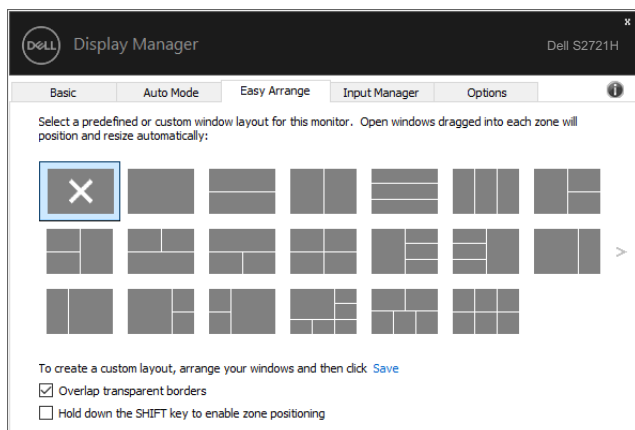 x
DELL Display Manager Dell S2721H
Basic Auto Mode Easy Arrange Input Manager Options i
Select a predefined or custom window layout for this monitor. Open windows dragged into each zone will
position and resize automatically:
>
To create a custom layout, arrange your windows and then click Save
Overlap transparent borders
Hold down the SHIFT key to enable zone positioning